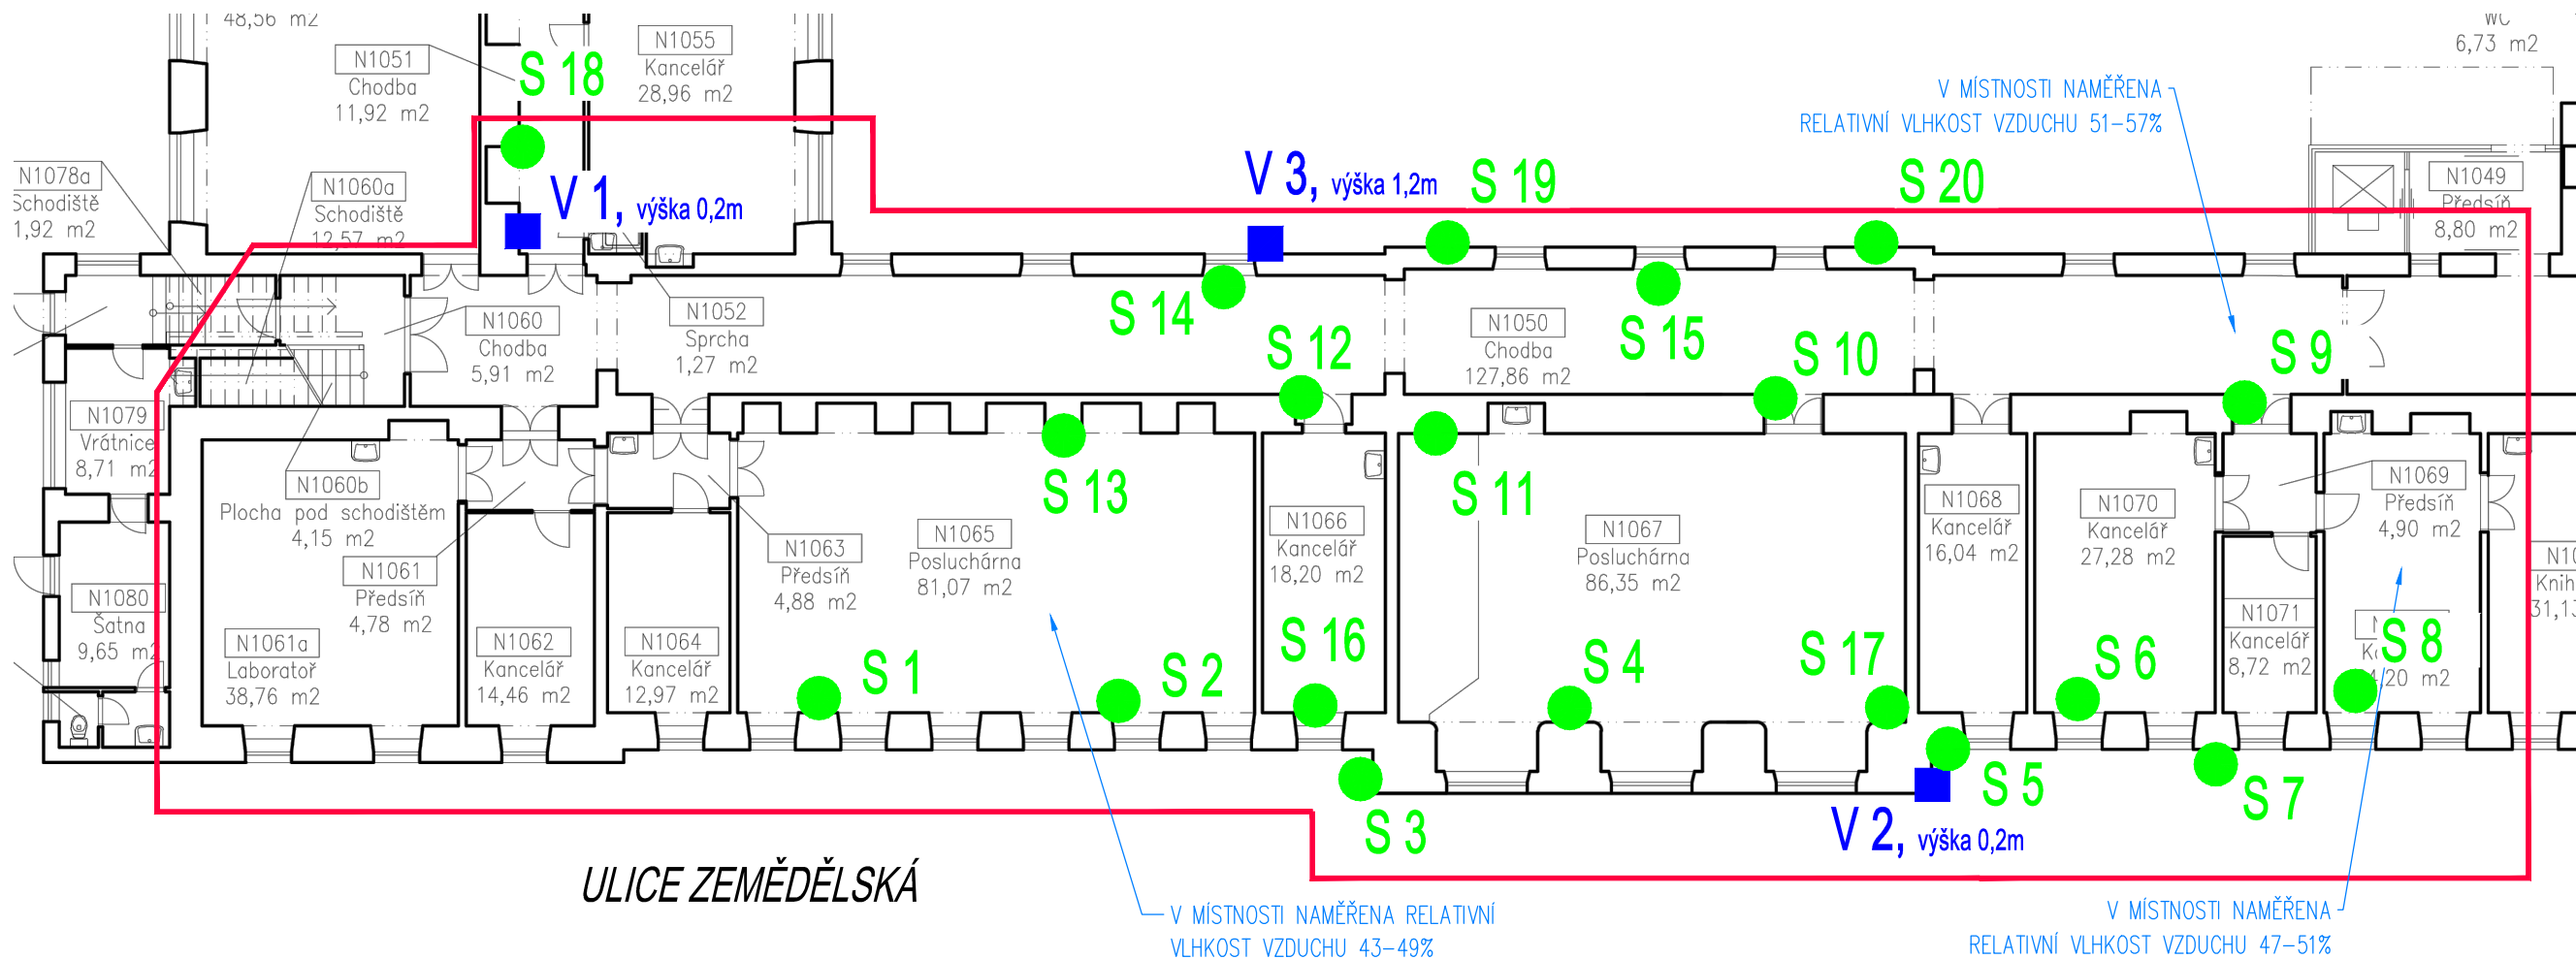 48,56 m2
N1051
Chodba
11,92 m2
S 18
N1055
Kancelář
28,96 m2
V MÍSTNOSTI NAMĚŘENA
RELATIVNÍ VLHKOST VZDUCHU 51-57%
WC
6,73 m2
N1078a
Schodiště
1,92 m2
N1060a
Schodiště
12,57 m2
V 1, výška 0,2m
V 3, výška 1,2m
S 19
S 20
N1049
Předsíň
8,80 m2
N1060
Chodba
5,91 m2
N1052
Sprcha
1,27 m2
S 14
S 12
N1050
Chodba
127,86 m2
S 15
S 10
S 9
N1079
Vrátnice
8,71 m2
N1060b
Plocha pod schodištěm
4,15 m2
N1061
Předsíň
4,78 m2
N1063
Předsíň
4,88 m2
N1065
Posluchárna
81,07 m2
S 13
N1066
Kancelář
18,20 m2
S 11
N1067
Posluchárna
86,35 m2
N1068
Kancelář
16,04 m2
N1070
Kancelář
27,28 m2
N1069
Předsíň
4,90 m2
N1080
Šatna
9,65 m2
N1061a
Laboratoř
38,76 m2
N1062
Kancelář
14,46 m2
N1064
Kancelář
12,97 m2
S 1
S 2
S 16
S 4
S 17
S 6
N1071
Kancelář
8,72 m2
S 8
31,13
S 3
V 2, výška 0,2m
S 5
S 7
ULICE ZEMĚDĚLSKÁ
V MÍSTNOSTI NAMĚŘENA RELATIVNÍ
VLHKOST VZDUCHU 43-49%
V MÍSTNOSTI NAMĚŘENA
RELATIVNÍ VLHKOST VZDUCHU 47-51%